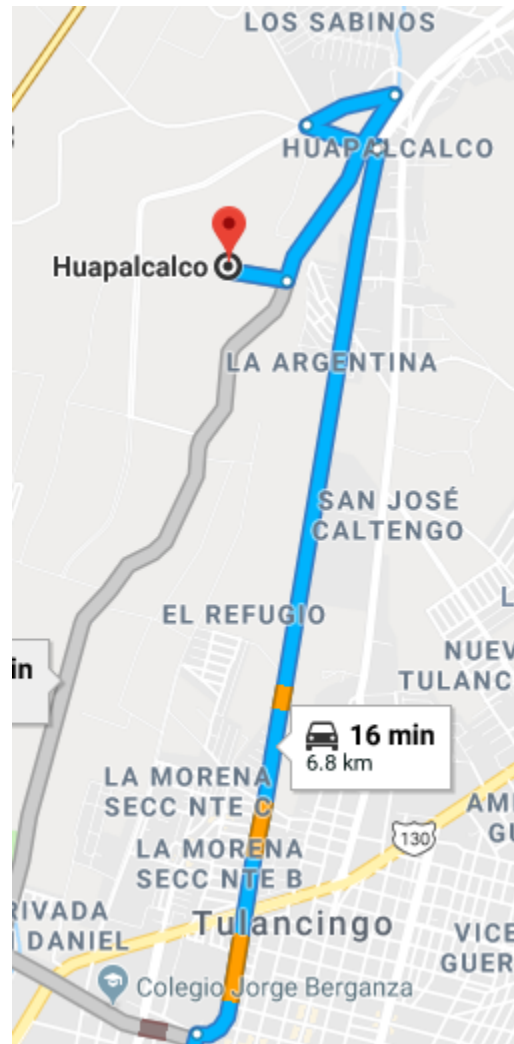 LOS SABINOS
HUAPALCALCO
Huapalcalco
LA ARGENTINA
SAN JOSÉ
CALTENGO
EL REFUGIO
in
NUEV
TULANC
16 min
6.8 km
LA MORENA
SECC NTE C
130
LA MORENA
SECC NTE B
RIVADA
DANIEL
Tulancingo
VICE
GUER
Colegio Jorge Berganza